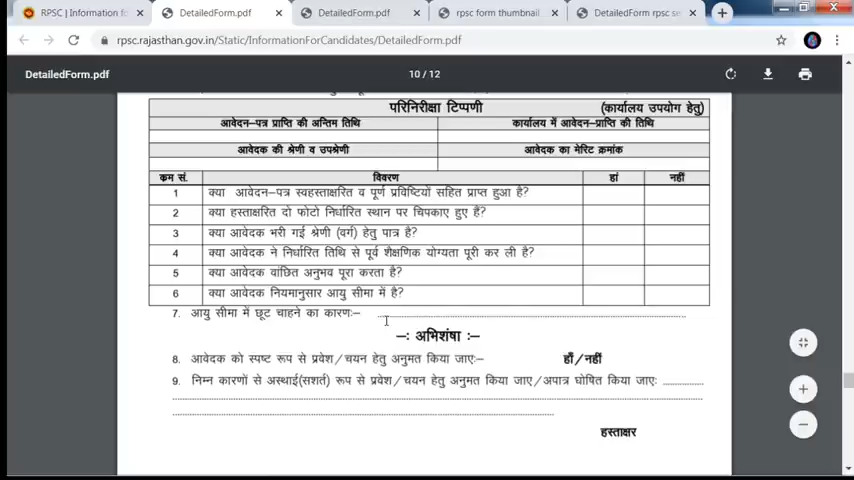 RPSC | Information fo
DetailedForm.pdf
DetailedForm.pdf
rpsc form thumbnail
DetailedForm rpsc se
rpsc.rajasthan.gov.in/Static/InformationForCandidates/DetailedForm.pdf
DetailedForm.pdf 10 / 12
परिनिरीक्षा टिप्पणी (कार्यालय उपयोग हेतु)
आवेदन–पत्र प्राप्ति की अन्तिम तिथि कार्यालय में आवेदन–प्राप्ति की तिथि
आवेदक की श्रेणी व उपश्रेणी आवेदक का मेरिट क्रमांक
कम सं. विवरण हां नहीं
1 क्या आवेदन–पत्र स्वहस्ताक्षरित व पूर्ण प्रविष्टियों सहित प्राप्त हुआ है?
2 क्या हस्ताक्षरित दो फोटो निर्धारित स्थान पर चिपकाए हुए हैं?
3 क्या आवेदक भरी गई श्रेणी (वर्ग) हेतु पात्र है?
4 क्या आवेदक ने निर्धारित तिथि से पूर्व शैक्षणिक योग्यता पूरी कर ली है?
5 क्या आवेदक वांछित अनुभव पूरा करता है?
6 क्या आवेदक नियमानुसार आयु सीमा में है?
7. आयु सीमा में छूट चाहने का कारणः–
–: अभिशंषा :–
8. आवेदक को स्पष्ट रूप से प्रवेश/चयन हेतु अनुमत किया जाएः– हाँ/नहीं
9. निम्न कारणों से अस्थाई(सशर्त) रूप से प्रवेश/चयन हेतु अनुमत किया जाए/अपात्र घोषित किया जाएः
हस्ताक्षर